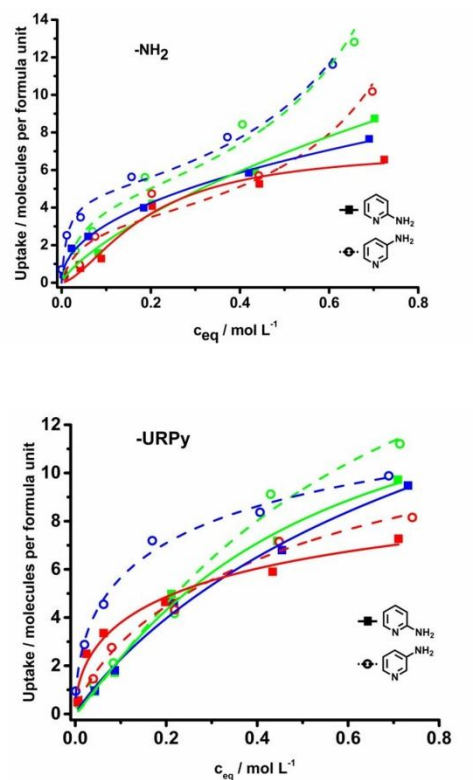 -NH₂
Uptake / molecules per formula unit
14
12
10
8
6
4
2
0
0.0 0.2 0.4 0.6 0.8
c_eq / mol L⁻¹
NH₂
N
NH₂
N
-URPy
Uptake / molecules per formula unit
12
10
8
6
4
2
0
0.0 0.2 0.4 0.6 0.8
c_eq / mol L⁻¹
N
NH₂
NH₂
N